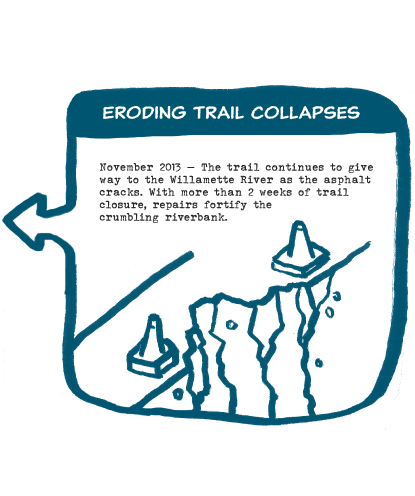 ERODING TRAIL COLLAPSES
November 2013 — The trail continues to give
way to the Willamette River as the asphalt
cracks. With more than 2 weeks of trail
closure, repairs fortify the
crumbling riverbank.